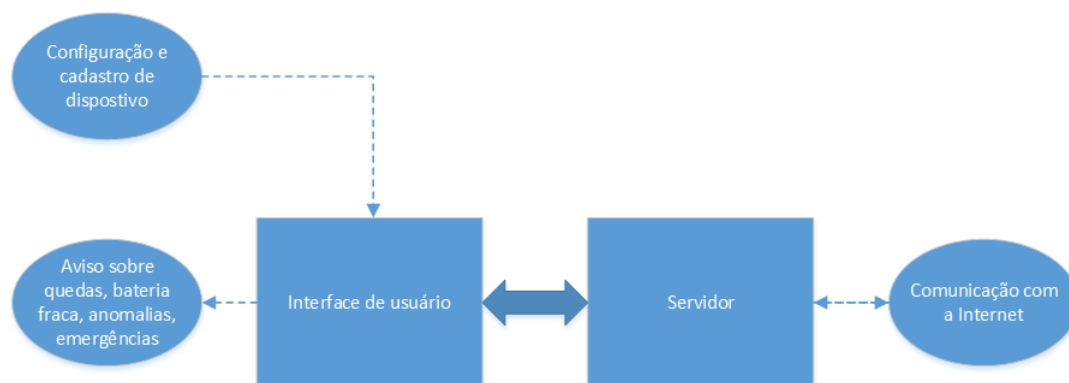 Configuração e
cadastro de
dispostivo
Aviso sobre
quedas, bateria
fraca, anomalias,
emergências
Interface de usuário
Servidor
Comunicação com
a Internet